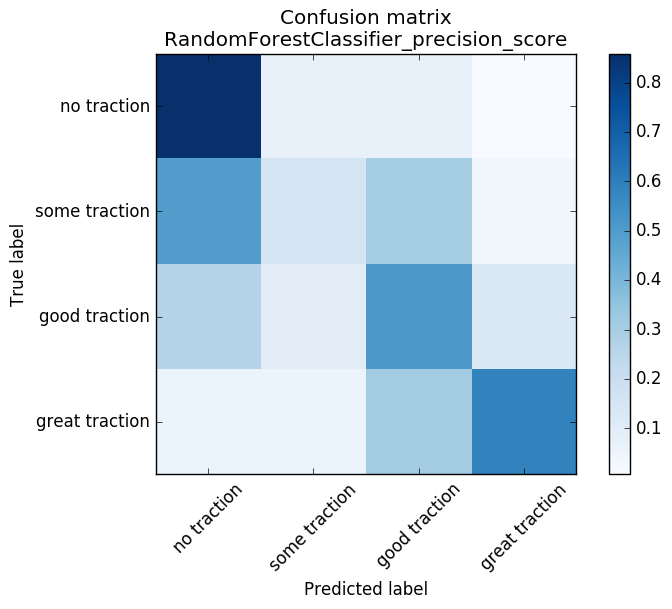 Confusion matrix
RandomForestClassifier_precision_score
True label
no traction
some traction
good traction
great traction
no traction
some traction
good traction
great traction
Predicted label
0.8
0.7
0.6
0.5
0.4
0.3
0.2
0.1